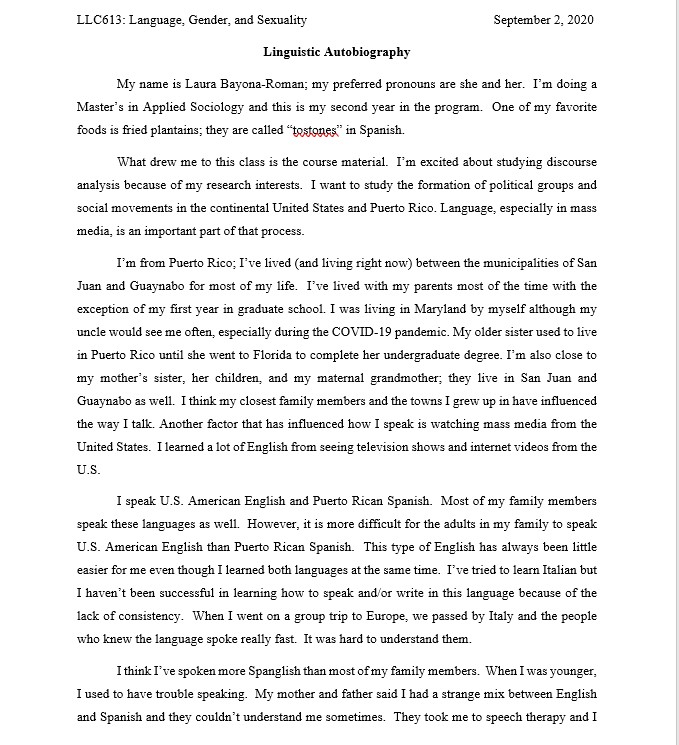 LLC613: Language, Gender, and Sexuality September 2, 2020
Linguistic Autobiography
My name is Laura Bayona-Roman; my preferred pronouns are she and her. I'm doing a
Master's in Applied Sociology and this is my second year in the program. One of my favorite
foods is fried plantains; they are called "tostones" in Spanish.
What drew me to this class is the course material. I'm excited about studying discourse
analysis because of my research interests. I want to study the formation of political groups and
social movements in the continental United States and Puerto Rico. Language, especially in mass
media, is an important part of that process.
I'm from Puerto Rico; I've lived (and living right now) between the municipalities of San
Juan and Guaynabo for most of my life. I've lived with my parents most of the time with the
exception of my first year in graduate school. I was living in Maryland by myself although my
uncle would see me often, especially during the COVID-19 pandemic. My older sister used to live
in Puerto Rico until she went to Florida to complete her undergraduate degree. I'm also close to
my mother's sister, her children, and my maternal grandmother; they live in San Juan and
Guaynabo as well. I think my closest family members and the towns I grew up in have influenced
the way I talk. Another factor that has influenced how I speak is watching mass media from the
United States. I learned a lot of English from seeing television shows and internet videos from the
U.S.
I speak U.S. American English and Puerto Rican Spanish. Most of my family members
speak these languages as well. However, it is more difficult for the adults in my family to speak
U.S. American English than Puerto Rican Spanish. This type of English has always been little
easier for me even though I learned both languages at the same time. I've tried to learn Italian but
I haven't been successful in learning how to speak and/or write in this language because of the
lack of consistency. When I went on a group trip to Europe, we passed by Italy and the people
who knew the language spoke really fast. It was hard to understand them.
I think I've spoken more Spanglish than most of my family members. When I was younger,
I used to have trouble speaking. My mother and father said I had a strange mix between English
and Spanish and they couldn't understand me sometimes. They took me to speech therapy and I